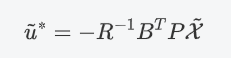 ũ* = −R⁻¹BᵀP𝒳̃